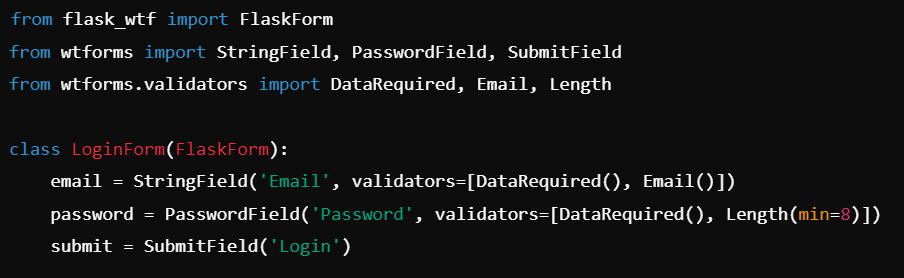 from flask_wtf import FlaskForm
from wtforms import StringField, PasswordField, SubmitField
from wtforms.validators import DataRequired, Email, Length

class LoginForm(FlaskForm):
    email = StringField('Email', validators=[DataRequired(), Email()])
    password = PasswordField('Password', validators=[DataRequired(), Length(min=8)])
    submit = SubmitField('Login')